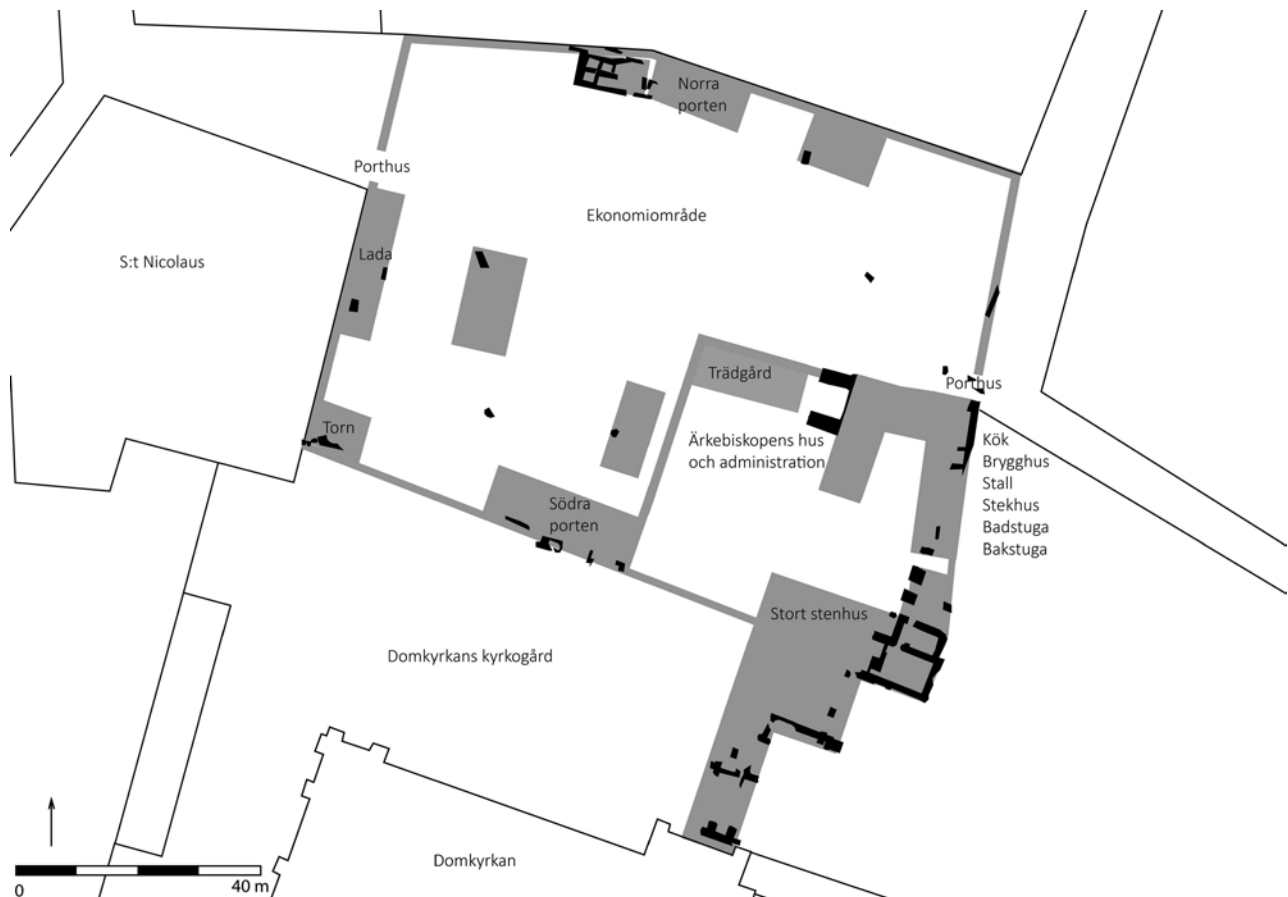 Norra
porten
Porthus
Ekonomiområde
S:t Nicolaus
Lada
Trädgård
Porthus
Torn
Ärkebiskopens hus
och administration
Kök
Brygghus
Stall
Stekhus
Badstuga
Bakstuga
Södra
porten
Stort stenhus
Domkyrkans kyrkogård
Domkyrkan
0
40 m